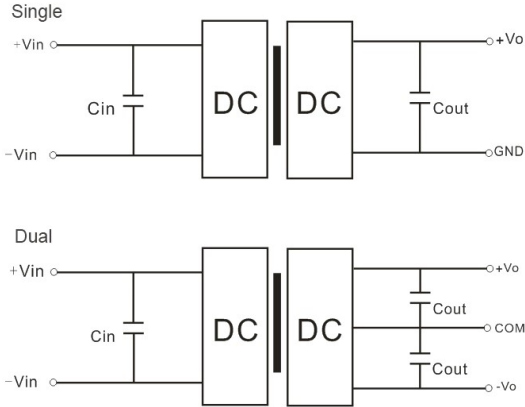 Single
+Vin
+Vo
Cin
DC
DC
Cout
−Vin
GND
Dual
+Vin
+Vo
Cout
Cin
DC
DC
COM
Cout
−Vin
-Vo